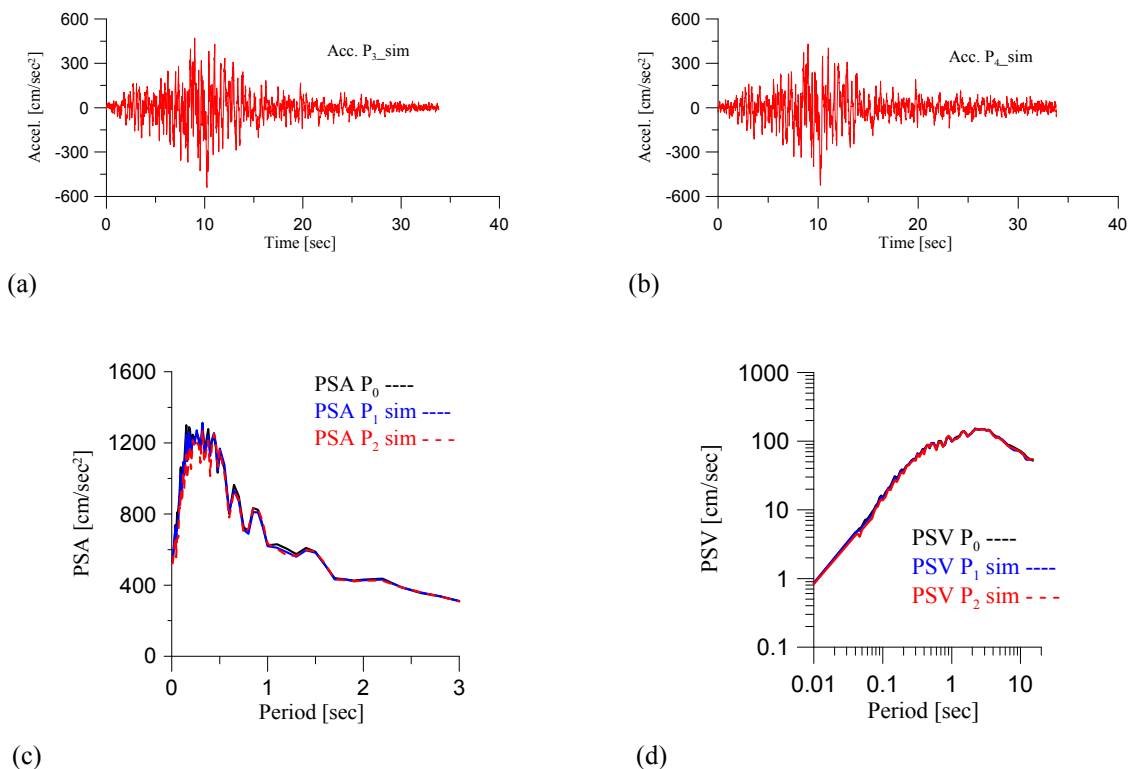 600
300
0
-300
-600
Accel. [cm/sec²]
Acc. P₃_sim
0 10 20 30 40
Time [sec]
(a)
600
300
0
-300
-600
Accel. [cm/sec²]
Acc. P₄_sim
0 10 20 30 40
Time [sec]
(b)
1600
1200
800
400
0
PSA [cm/sec²]
PSA P₀ ----
PSA P₁ sim ----
PSA P₂ sim - - -
0 1 2 3
Period [sec]
(c)
1000
100
10
1
0.1
PSV [cm/sec]
PSV P₀ ----
PSV P₁ sim ----
PSV P₂ sim - - -
0.01 0.1 1 10
Period [sec]
(d)